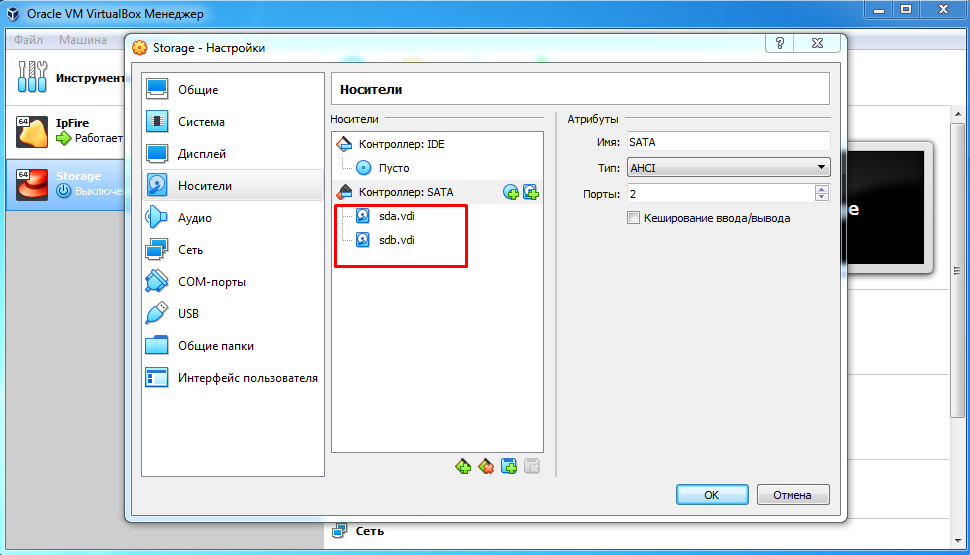 Oracle VM VirtualBox Менеджер
Файл Машина
Storage - Настройки
Инструмент
64
IpFire
Работает
64
Storage
Выключе
Общие
Система
Дисплей
Носители
Аудио
Сеть
COM-порты
USB
Общие папки
Интерфейс пользователя
Носители
Носители
Контроллер: IDE
Пусто
Контроллер: SATA
sda.vdi
sdb.vdi
Атрибуты
Имя: SATA
Тип: AHCI
Порты: 2
Кеширование ввода/вывода
e
OK Отмена
Сеть